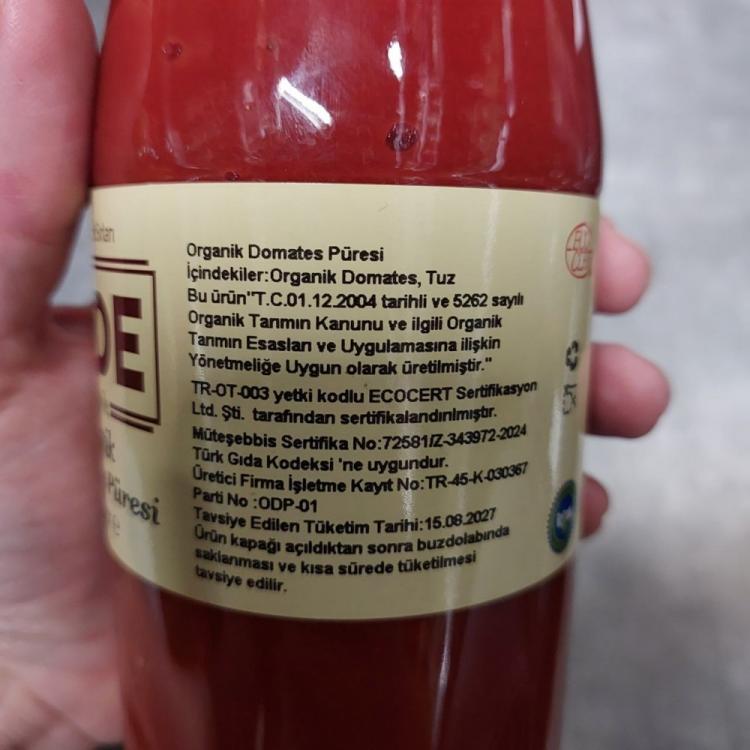 Organik Domates Püresi
İçindekiler:Organik Domates, Tuz
Bu ürün"T.C.01.12.2004 tarihli ve 5262 sayılı
Organik Tarımın Kanunu ve ilgili Organik
Tarımın Esasları ve Uygulamasına ilişkin
Yönetmeliğe Uygun olarak üretilmiştir."
TR-OT-003 yetki kodlu ECOCERT Sertifikasyon
Ltd. Şti. tarafından sertifikalandırılmıştır.
Müteşebbis Sertifika No:72581/Z-343972-2024
Türk Gıda Kodeksi 'ne uygundur.
Üretici Firma İşletme Kayıt No:TR-45-K-030367
Parti No :ODP-01
Tavsiye Edilen Tüketim Tarihi:15.08.2027
Ürün kapağı açıldıktan sonra buzdolabında
saklanması ve kısa sürede tüketilmesi
tavsiye edilir.
DE
Püresi